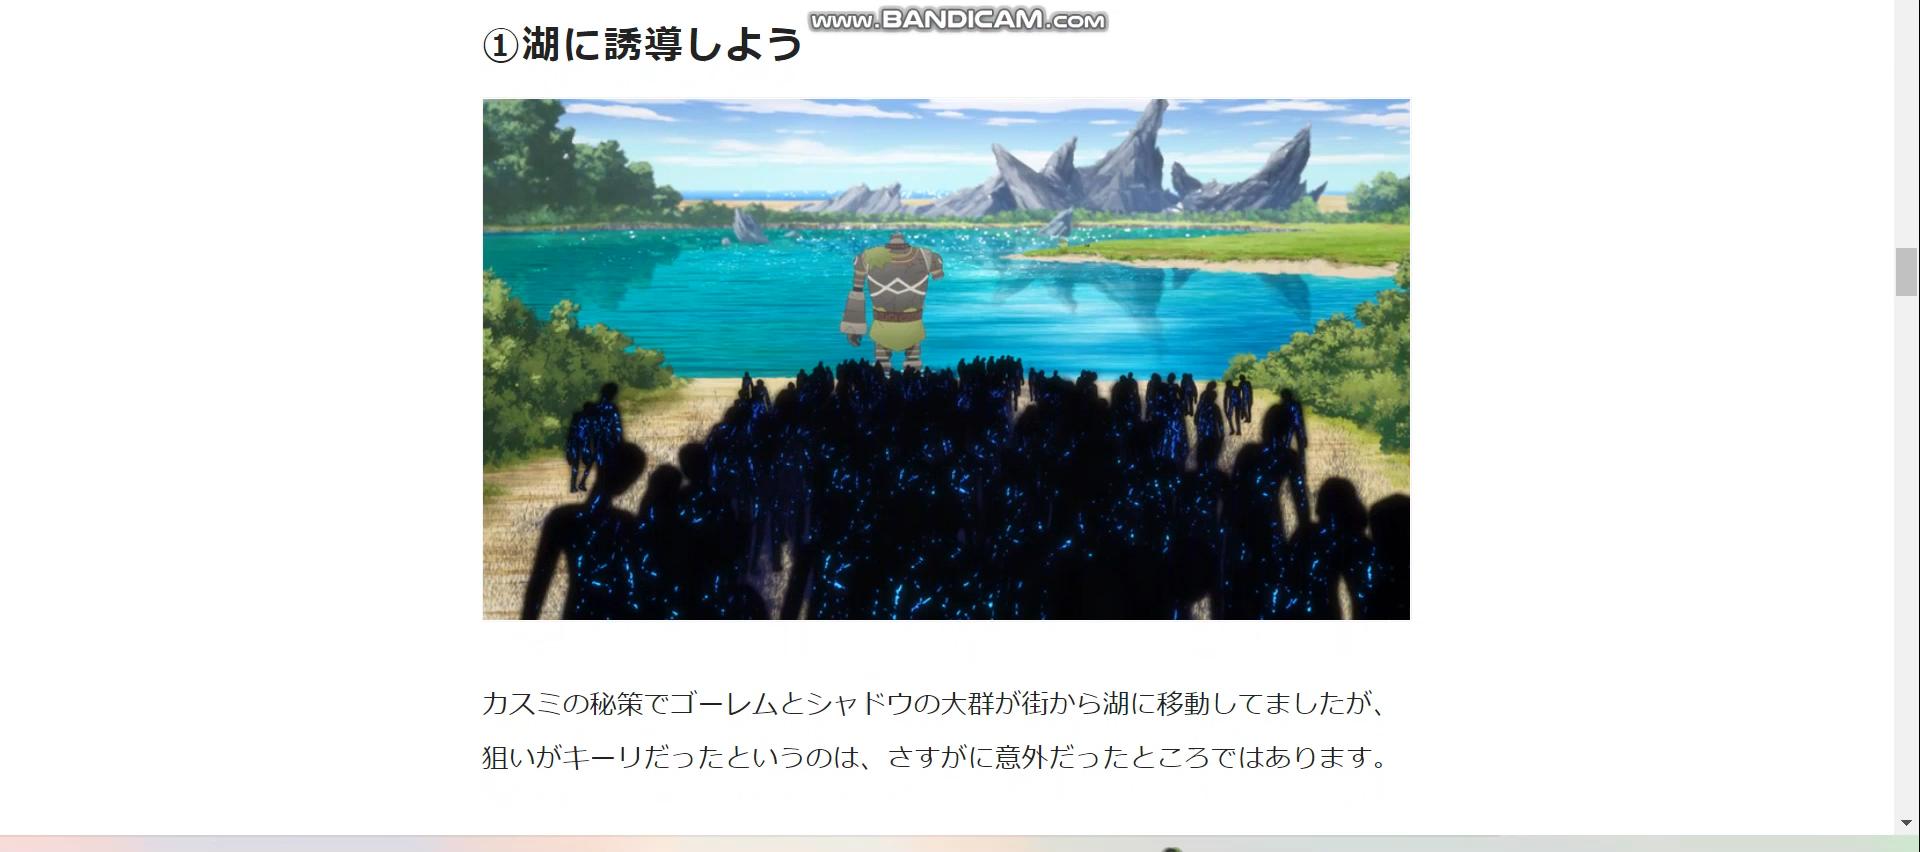 www.BANDICAM.com
①湖に誘導しよう
カスミの秘策でゴーレムとシャドウの大群が街から湖に移動してましたが、
狙いがキーリだったというのは、さすがに意外だったところではあります。